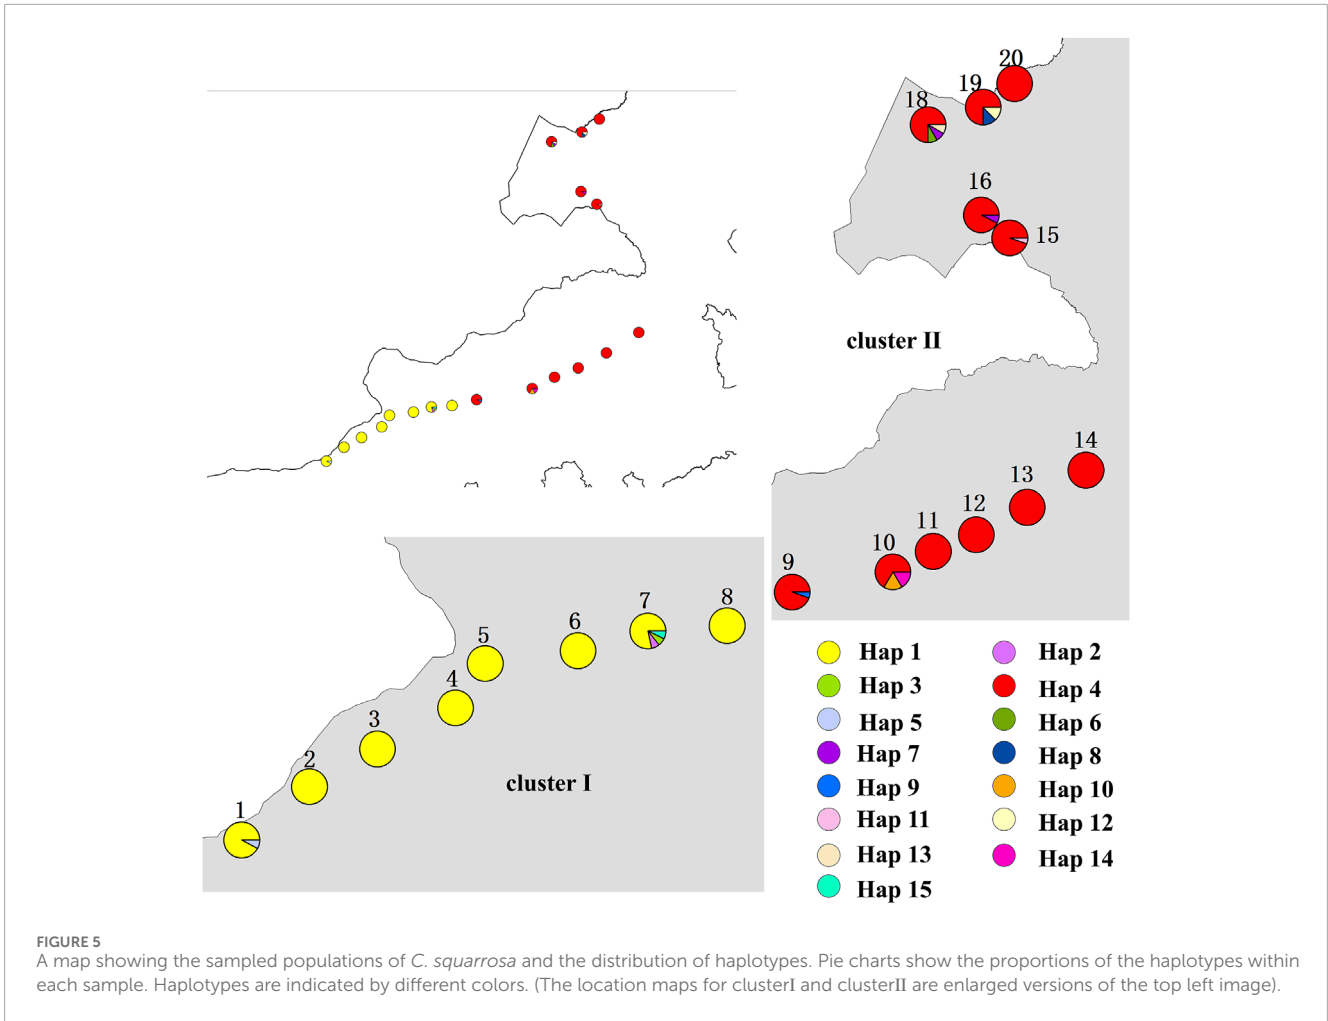 20
19
18
16
15
cluster II
14
13
12
11
10
9
8
7
6
5
4
3
2
1
cluster I
Hap 1
Hap 2
Hap 3
Hap 4
Hap 5
Hap 6
Hap 7
Hap 8
Hap 9
Hap 10
Hap 11
Hap 12
Hap 13
Hap 14
Hap 15
FIGURE 5
A map showing the sampled populations of C. squarrosa and the distribution of haplotypes. Pie charts show the proportions of the haplotypes within
each sample. Haplotypes are indicated by different colors. (The location maps for clusterI and clusterII are enlarged versions of the top left image).